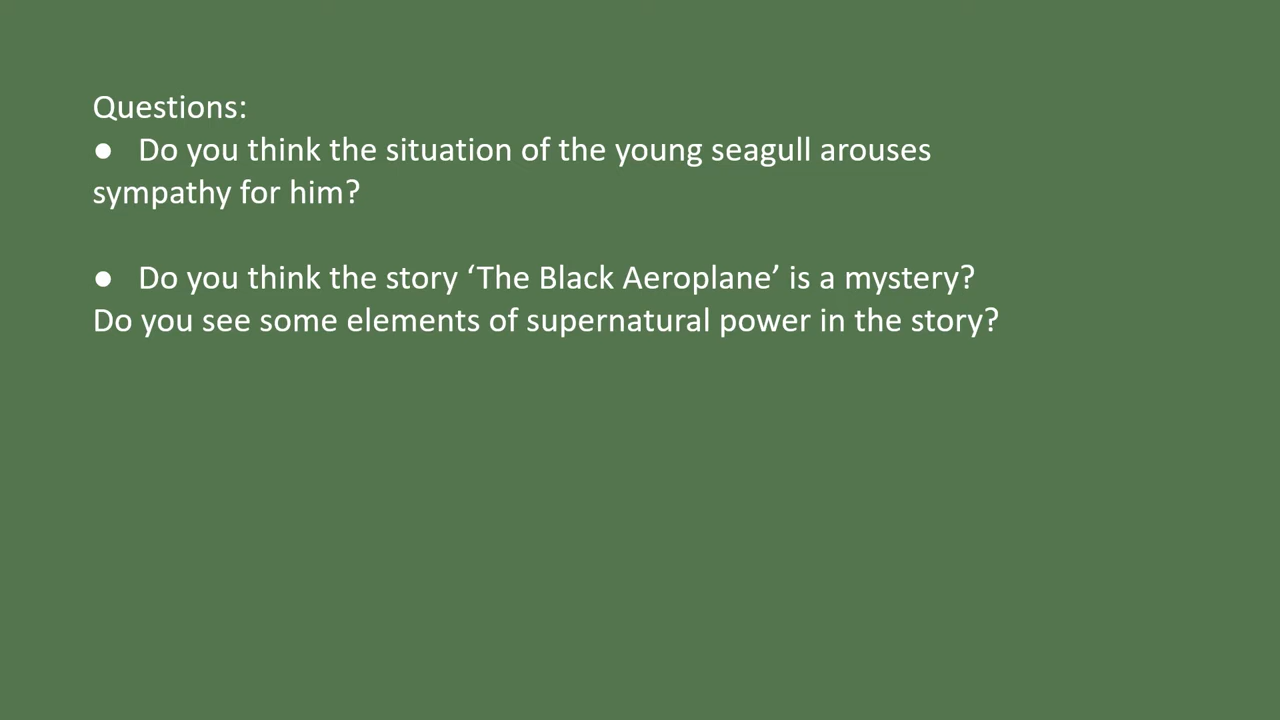 Questions:
● Do you think the situation of the young seagull arouses
sympathy for him?
● Do you think the story ‘The Black Aeroplane’ is a mystery?
Do you see some elements of supernatural power in the story?